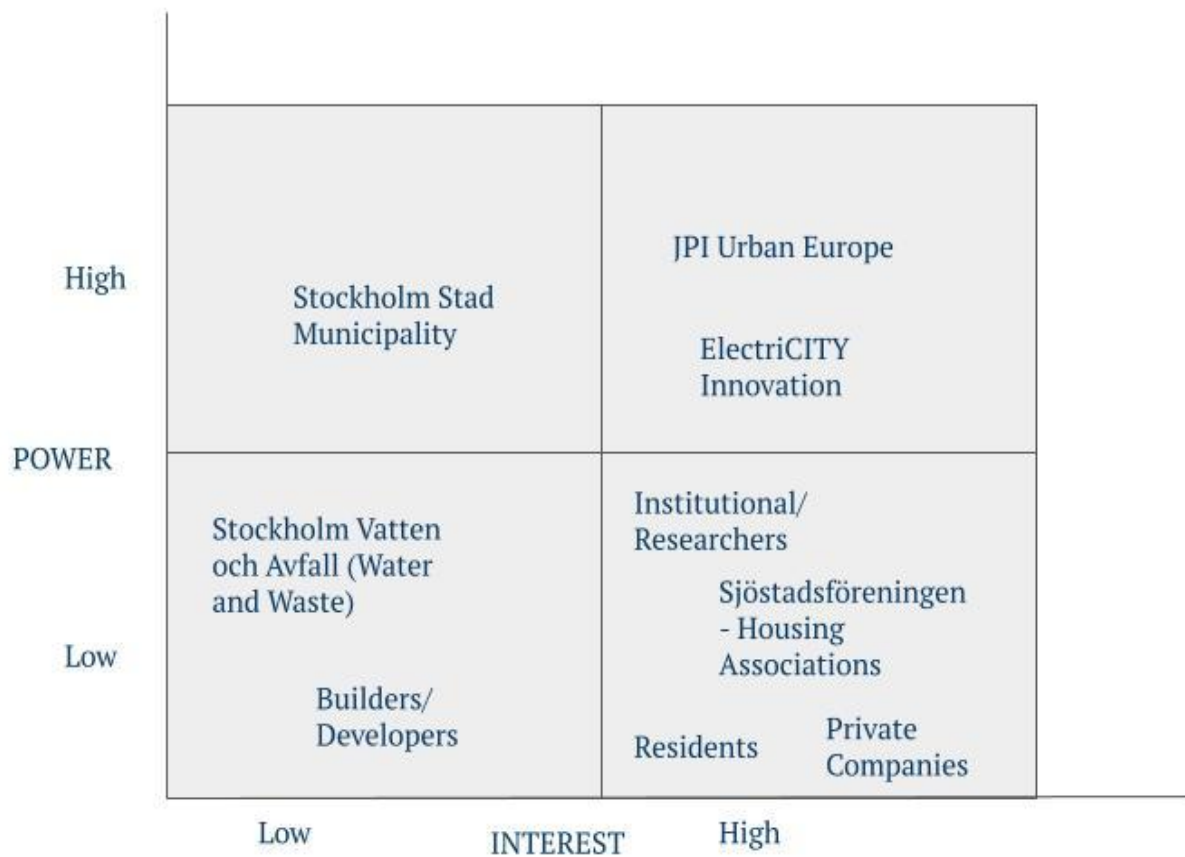 JPI Urban Europe
High
Stockholm Stad
Municipality
ElectriCITY
Innovation
POWER
Institutional/
Researchers
Stockholm Vatten
och Avfall (Water
and Waste)
Sjöstadsföreningen
- Housing
Associations
Low
Builders/
Developers
Residents
Private
Companies
Low
INTEREST
High